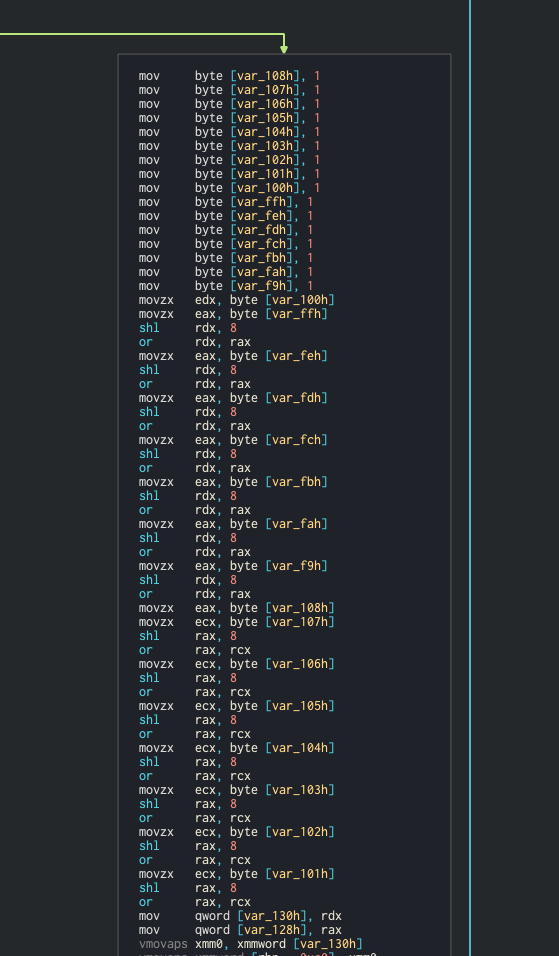 mov byte [var_108h], 1
mov byte [var_107h], 1
mov byte [var_106h], 1
mov byte [var_105h], 1
mov byte [var_104h], 1
mov byte [var_103h], 1
mov byte [var_102h], 1
mov byte [var_101h], 1
mov byte [var_100h], 1
mov byte [var_ffh], 1
mov byte [var_feh], 1
mov byte [var_fdh], 1
mov byte [var_fch], 1
mov byte [var_fbh], 1
mov byte [var_fah], 1
mov byte [var_f9h], 1
movzx edx, byte [var_100h]
movzx eax, byte [var_ffh]
shl rdx, 8
or rdx, rax
movzx eax, byte [var_feh]
shl rdx, 8
or rdx, rax
movzx eax, byte [var_fdh]
shl rdx, 8
or rdx, rax
movzx eax, byte [var_fch]
shl rdx, 8
or rdx, rax
movzx eax, byte [var_fbh]
shl rdx, 8
or rdx, rax
movzx eax, byte [var_fah]
shl rdx, 8
or rdx, rax
movzx eax, byte [var_f9h]
shl rdx, 8
or rdx, rax
movzx eax, byte [var_108h]
movzx ecx, byte [var_107h]
shl rax, 8
or rax, rcx
movzx ecx, byte [var_106h]
shl rax, 8
or rax, rcx
movzx ecx, byte [var_105h]
shl rax, 8
or rax, rcx
movzx ecx, byte [var_104h]
shl rax, 8
or rax, rcx
movzx ecx, byte [var_103h]
shl rax, 8
or rax, rcx
movzx ecx, byte [var_102h]
shl rax, 8
or rax, rcx
movzx ecx, byte [var_101h]
shl rax, 8
or rax, rcx
mov qword [var_130h], rdx
mov qword [var_128h], rax
vmovaps xmm0, xmmword [var_130h]